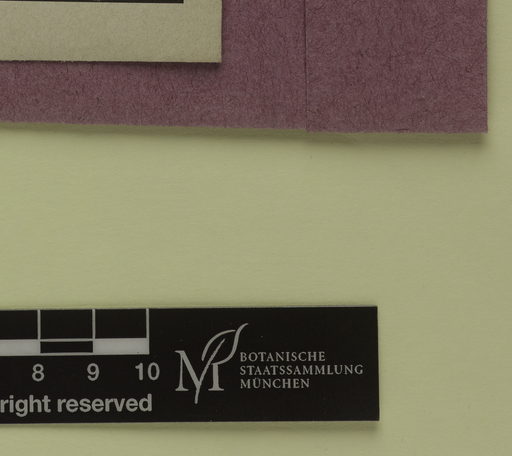 8 9 10
right reserved
BOTANISCHE
STAATSSAMMLUNG
MÜNCHEN